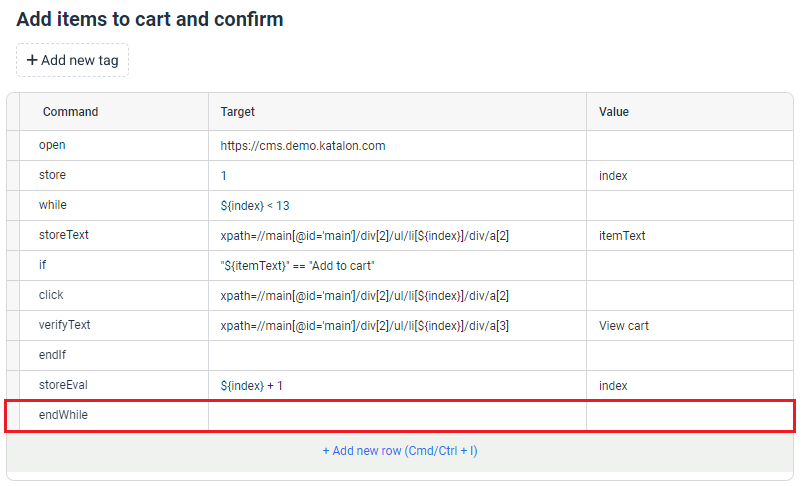 Add items to cart and confirm
+ Add new tag
Command Target Value
open https://cms.demo.katalon.com
store 1 index
while ${index} < 13
storeText xpath=//main[@id='main']/div[2]/ul/li[${index}]/div/a[2] itemText
if "${itemText}" == "Add to cart"
click xpath=//main[@id='main']/div[2]/ul/li[${index}]/div/a[2]
verifyText xpath=//main[@id='main']/div[2]/ul/li[${index}]/div/a[3] View cart
endIf
storeEval ${index} + 1 index
endWhile
+ Add new row (Cmd/Ctrl + I)